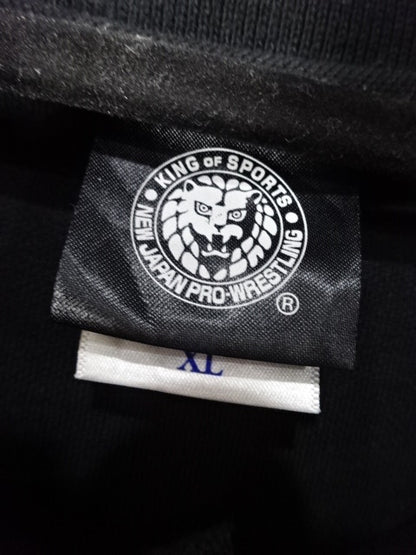 • KING OF SPORTS •
NEW JAPAN PRO-WRESTLING
®
XL